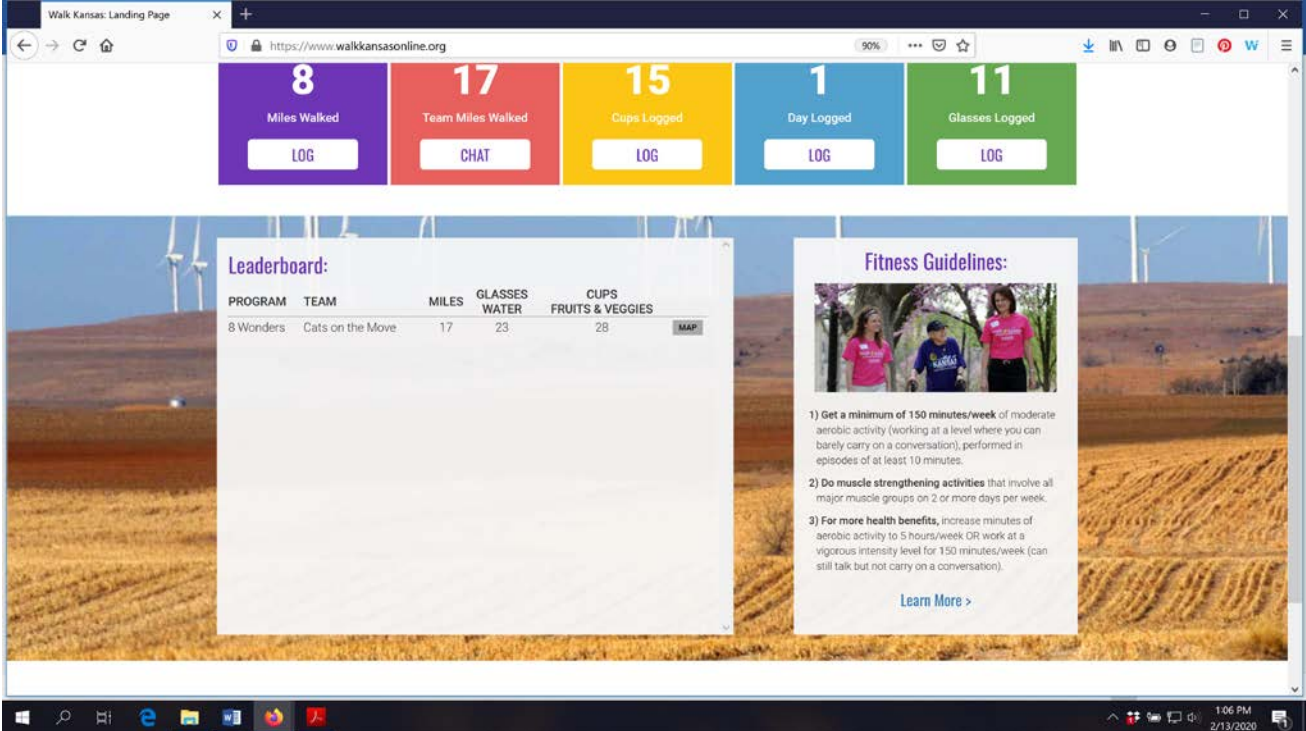 Walk Kansas: Landing Page
https://www.walkkansasonline.org
90%
8
Miles Walked
LOG
17
Team Miles Walked
CHAT
15
Cups Logged
LOG
1
Day Logged
LOG
11
Glasses Logged
LOG
Leaderboard:
PROGRAM TEAM MILES GLASSES WATER CUPS FRUITS & VEGGIES
8 Wonders Cats on the Move 17 23 28 MAP
Fitness Guidelines:
KANSAS
1) Get a minimum of 150 minutes/week of moderate
aerobic activity (working at a level where you can
barely carry on a conversation), performed in
episodes of at least 10 minutes.
2) Do muscle strengthening activities that involve all
major muscle groups on 2 or more days per week.
3) For more health benefits, increase minutes of
aerobic activity to 5 hours/week OR work at a
vigorous intensity level for 150 minutes/week (can
still talk but not carry on a conversation).
Learn More >
1:06 PM
2/13/2020